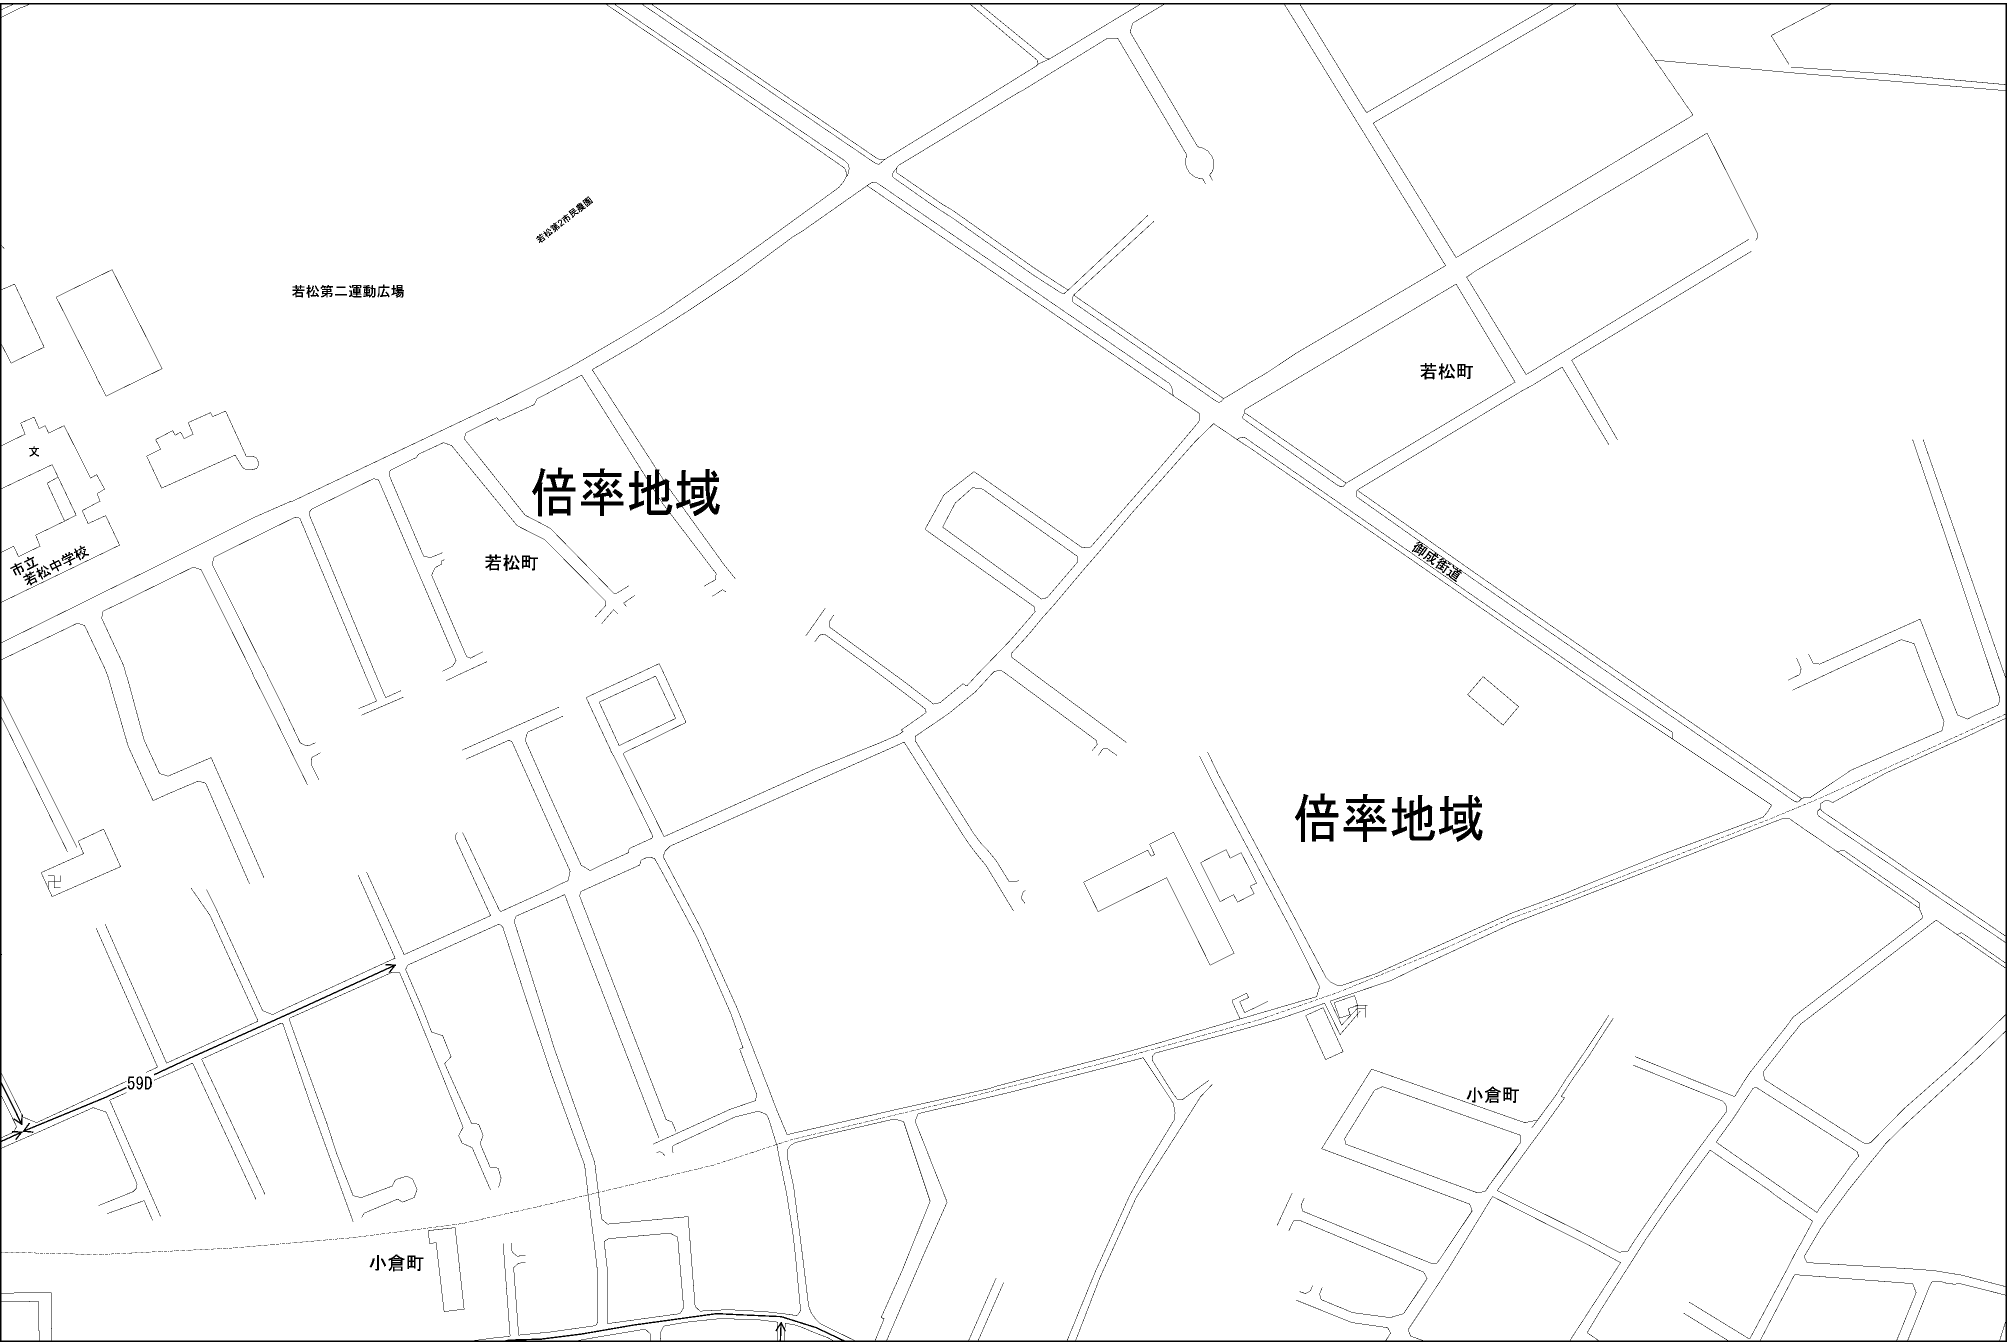 若松第2市民農園
若松第二運動広場
若松町
文
倍率地域
市立
若松中学校
若松町
御成街道
倍率地域
59D
小倉町
小倉町